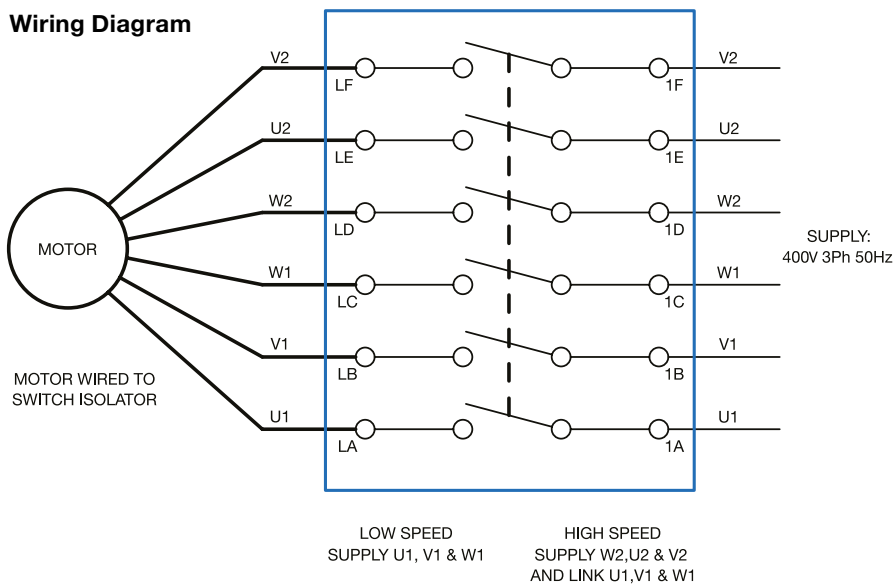 Wiring Diagram
V2
LF
1F
V2
U2
LE
1E
U2
W2
LD
1D
W2
MOTOR
SUPPLY:
400V 3Ph 50Hz
W1
LC
1C
W1
V1
LB
1B
V1
MOTOR WIRED TO
SWITCH ISOLATOR
U1
LA
1A
U1
LOW SPEED
SUPPLY U1, V1 & W1
HIGH SPEED
SUPPLY W2,U2 & V2
AND LINK U1,V1 & W1